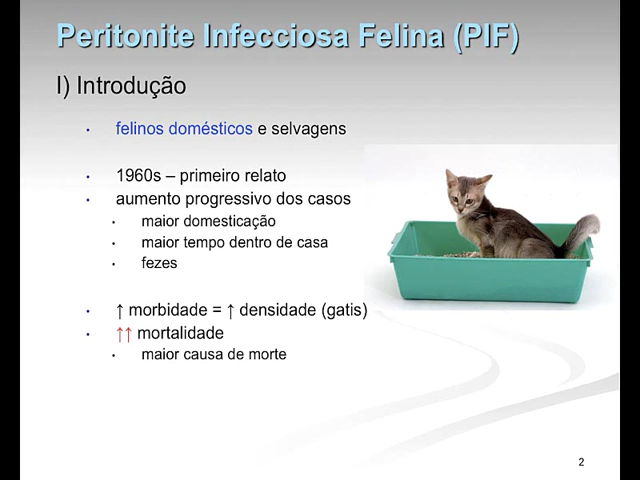 Peritonite Infecciosa Felina (PIF)
I) Introdução
• felinos domésticos e selvagens
• 1960s – primeiro relato
• aumento progressivo dos casos
• maior domesticação
• maior tempo dentro de casa
• fezes
• ↑ morbidade = ↑ densidade (gatis)
• ↑↑ mortalidade
• maior causa de morte
2